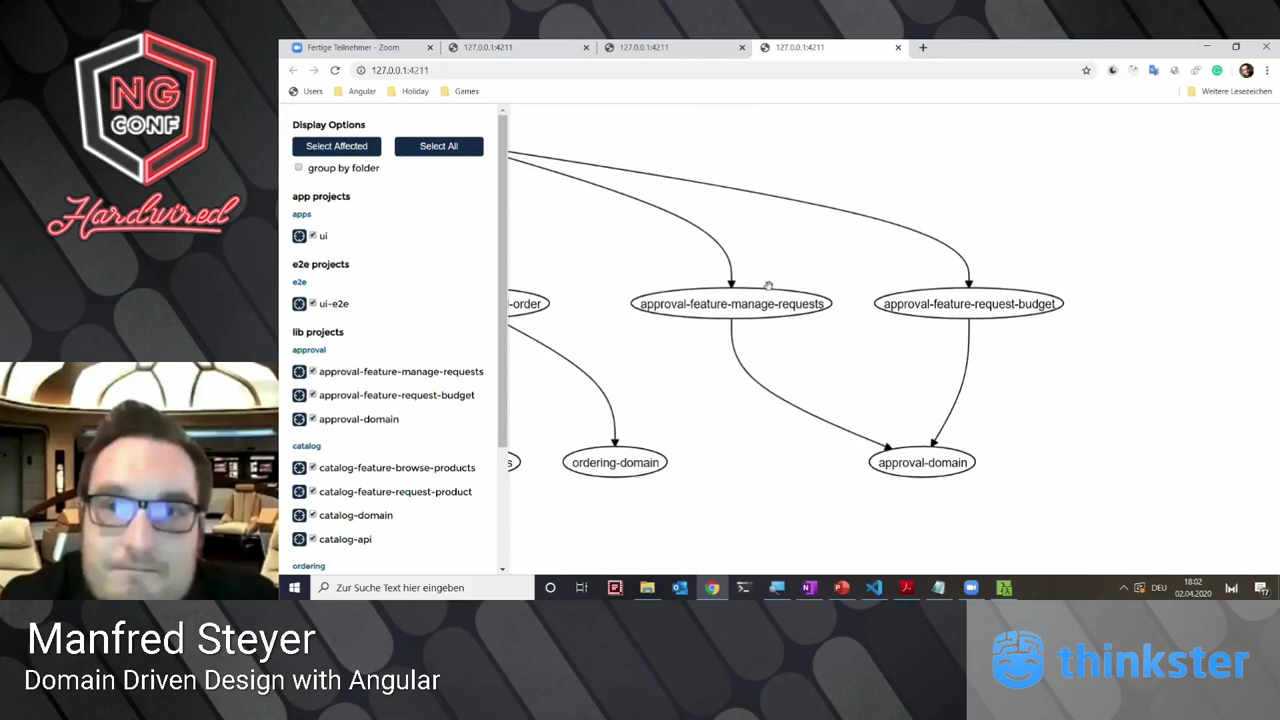 NG
CONF
Hardwired
Fertige Teilnehmer - Zoom
127.0.0.1:4211
127.0.0.1:4211
127.0.0.1:4211
127.0.0.1:4211
Users
Angular
Holiday
Games
Weitere Lesezeichen
Display Options
Select Affected
Select All
group by folder
app projects
apps
ui
e2e projects
e2e
ui-e2e
lib projects
approval
approval-feature-manage-requests
approval-feature-request-budget
approval-domain
catalog
catalog-feature-browse-products
catalog-feature-request-product
catalog-domain
catalog-api
ordering
-order
approval-feature-manage-requests
approval-feature-request-budget
s
ordering-domain
approval-domain
Zur Suche Text hier eingeben
DEU
18:02
02.04.2020
17
Manfred Steyer
Domain Driven Design with Angular
thinkster